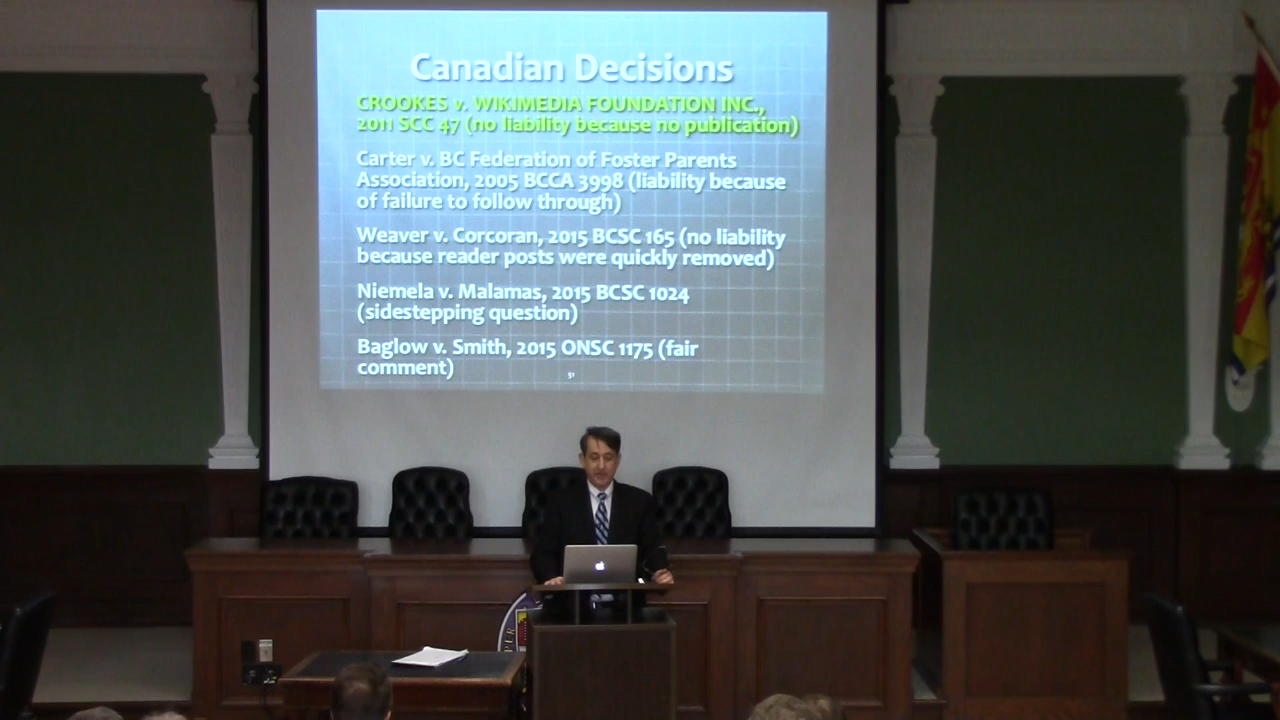 Canadian Decisions
CROOKES v. WIKIMEDIA FOUNDATION INC.,
2011 SCC 47 (no liability because no publication)
Carter v. BC Federation of Foster Parents
Association, 2005 BCCA 3998 (liability because
of failure to follow through)
Weaver v. Corcoran, 2015 BCSC 165 (no liability
because reader posts were quickly removed)
Niemela v. Malamas, 2015 BCSC 1024
(sidestepping question)
Baglow v. Smith, 2015 ONSC 1175 (fair
comment)
51